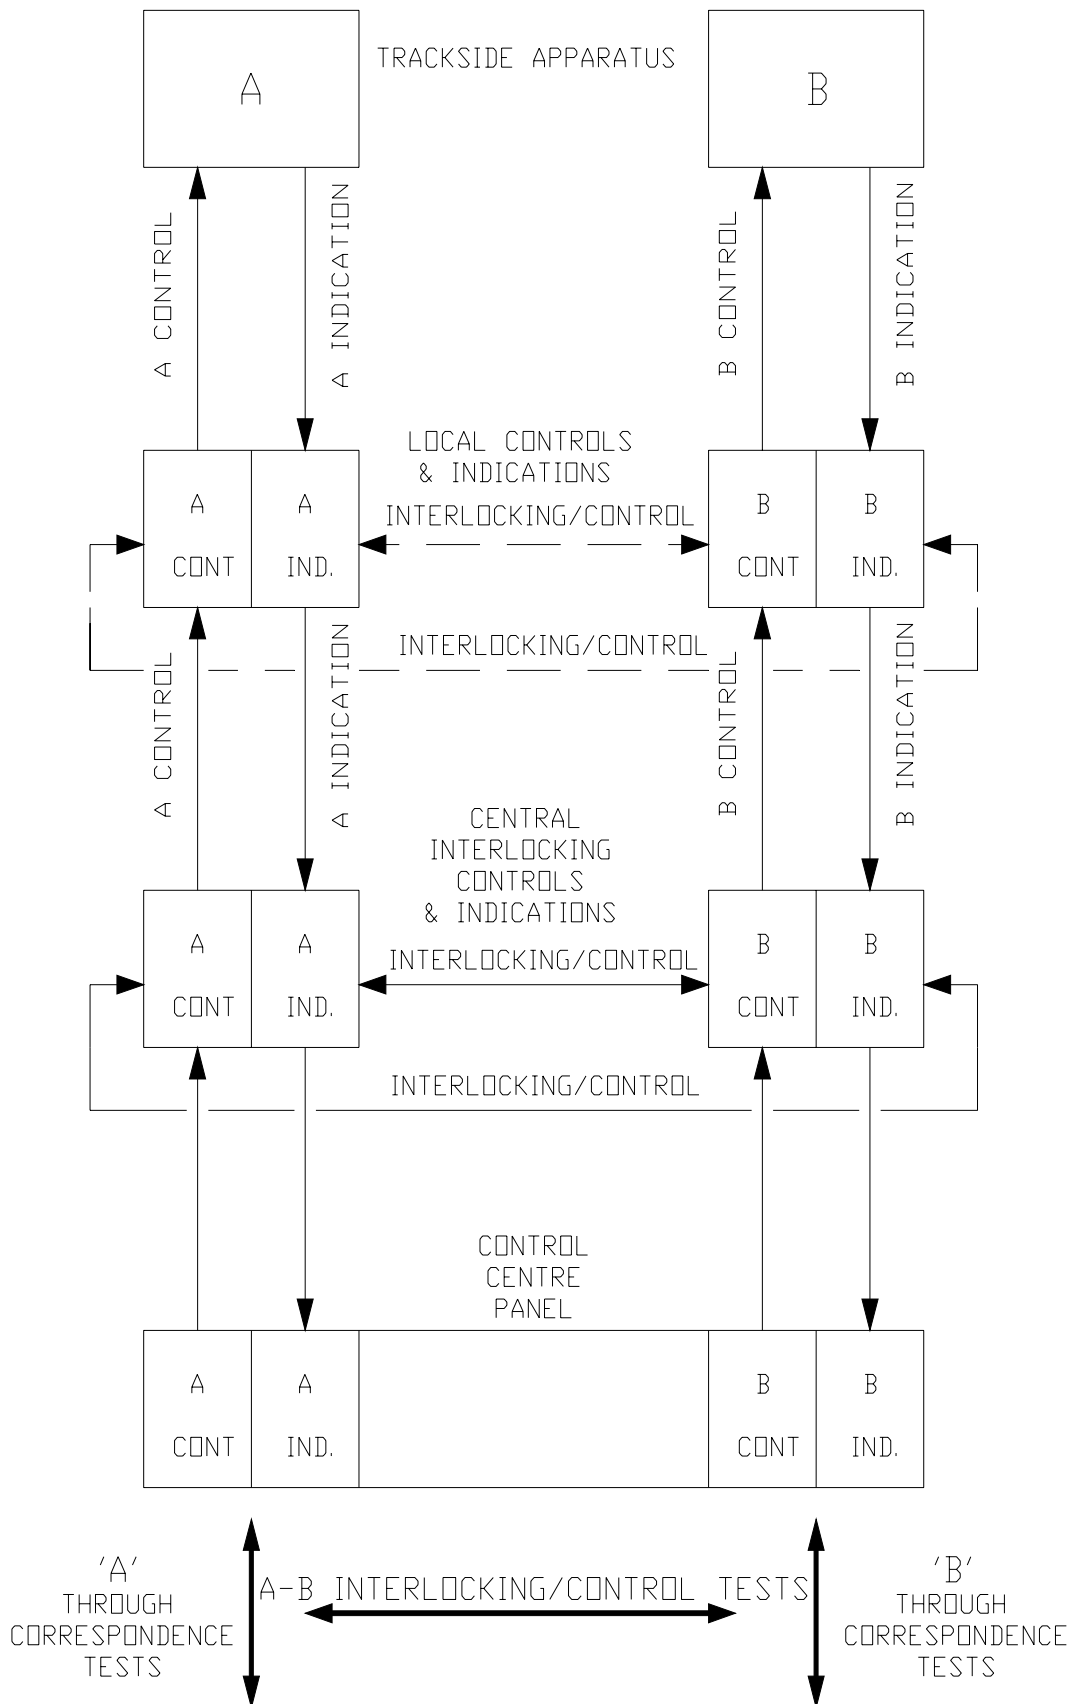 TRACKSIDE APPARATUS
A
B
A CONTROL
A INDICATION
B CONTROL
B INDICATION
LOCAL CONTROLS
& INDICATIONS
INTERLOCKING/CONTROL
A
CONT
A
IND.
B
CONT
B
IND.
INTERLOCKING/CONTROL
A CONTROL
A INDICATION
B CONTROL
B INDICATION
CENTRAL
INTERLOCKING
CONTROLS
& INDICATIONS
INTERLOCKING/CONTROL
A
CONT
A
IND.
B
CONT
B
IND.
INTERLOCKING/CONTROL
CONTROL
CENTRE
PANEL
A
CONT
A
IND.
B
CONT
B
IND.
'A'
THROUGH
CORRESPONDENCE
TESTS
A-B INTERLOCKING/CONTROL TESTS
'B'
THROUGH
CORRESPONDENCE
TESTS